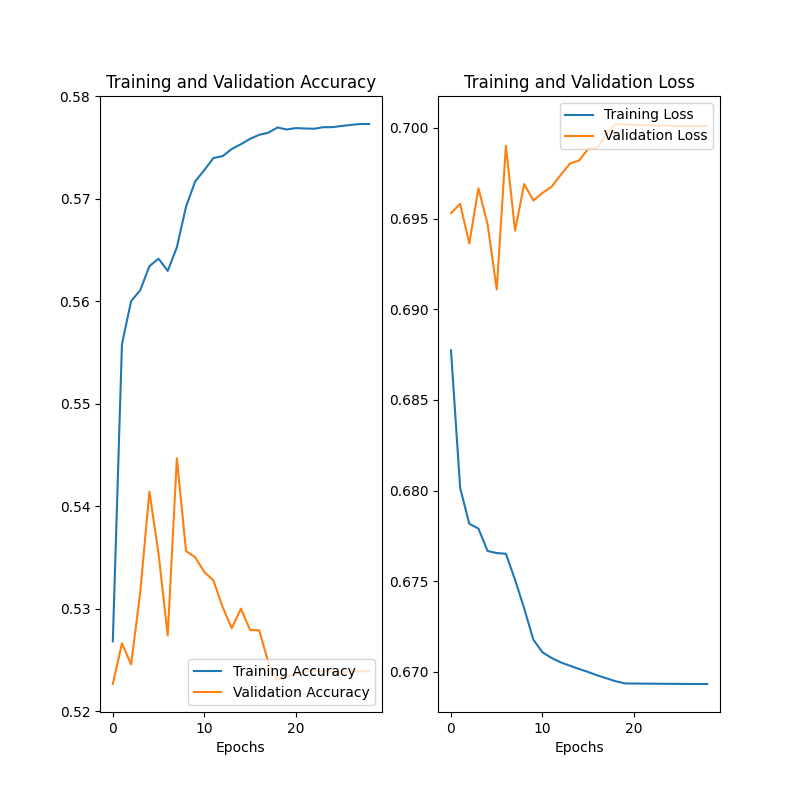 Training and Validation Accuracy
0.58
0.57
0.56
0.55
0.54
0.53
0.52
0
10
20
Epochs
Training Accuracy
Validation Accuracy
Training and Validation Loss
0.700
0.695
0.690
0.685
0.680
0.675
0.670
0
10
20
Epochs
Training Loss
Validation Loss